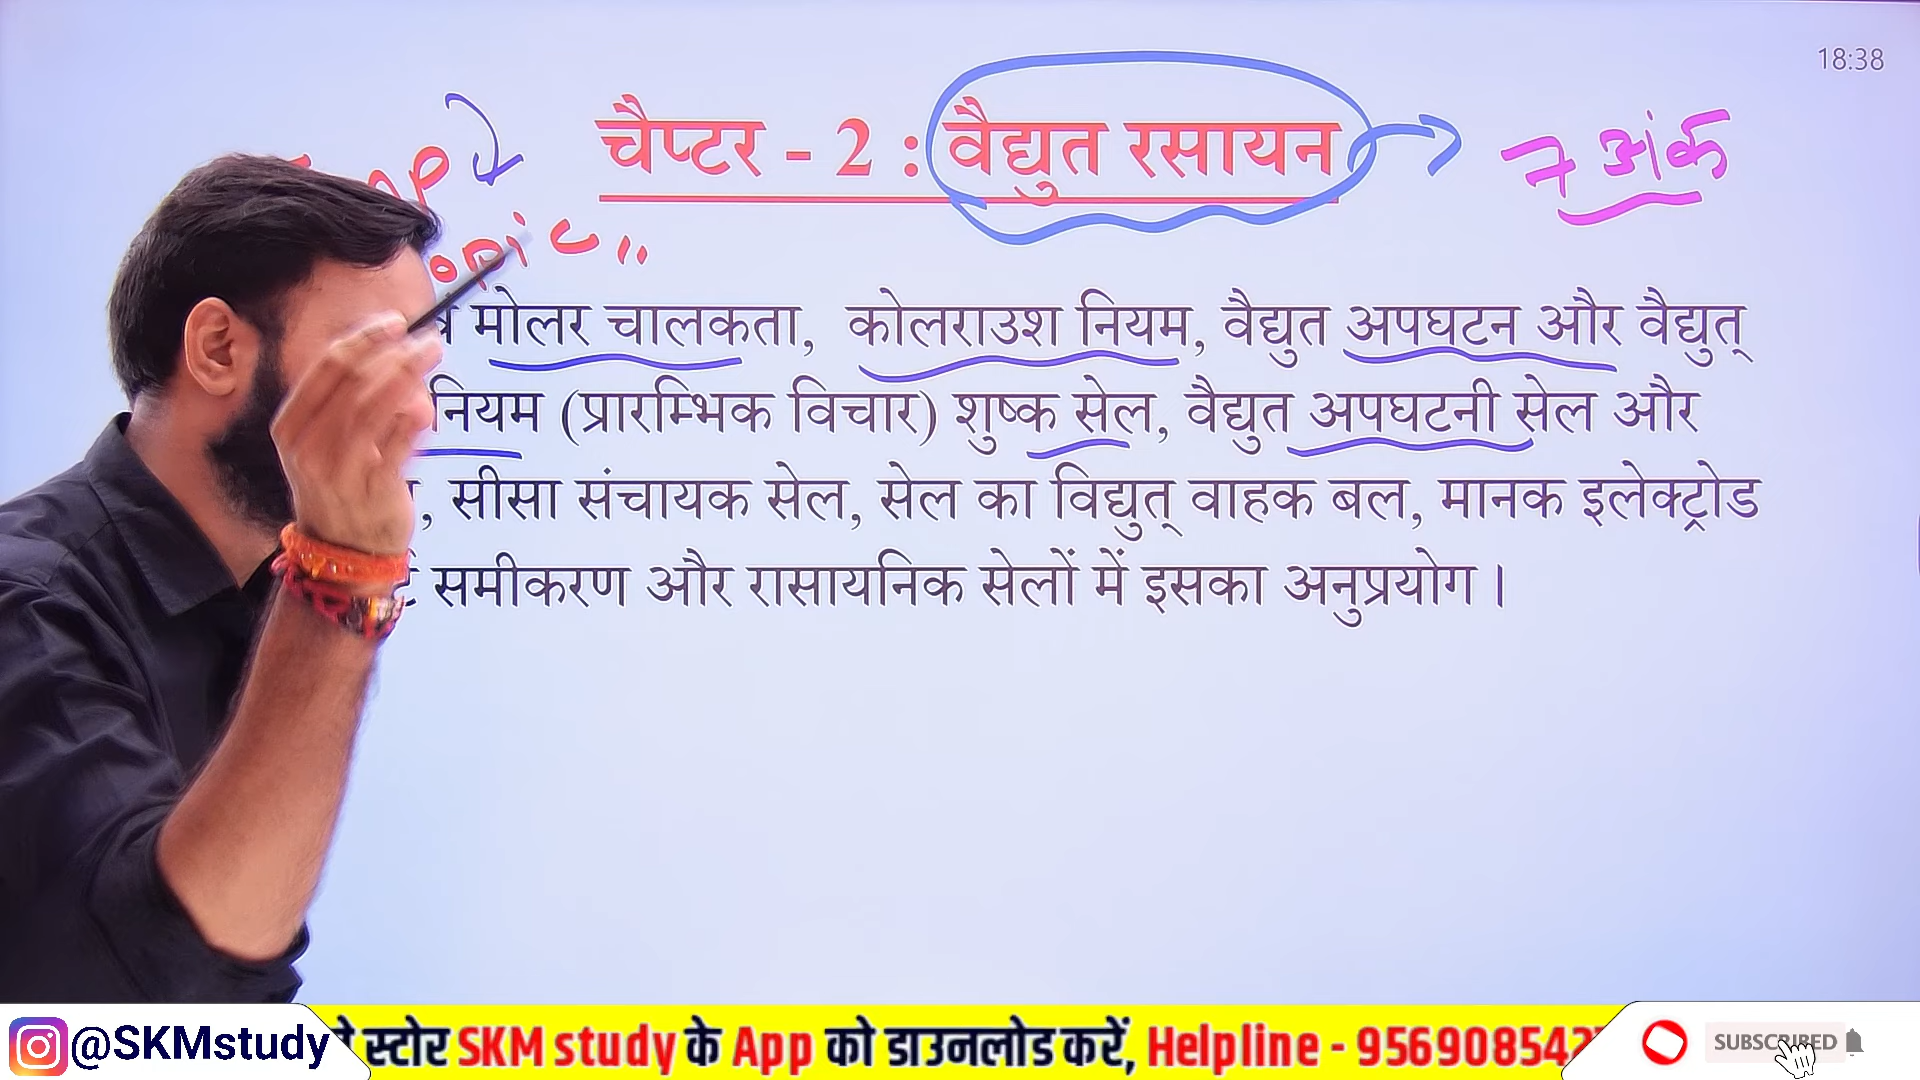 18:38
चैप्टर - 2 : वैद्युत रसायन
7 अंक
मोलर चालकता, कोलराउश नियम, वैद्युत अपघटन और वैद्युत्
नियम (प्रारम्भिक विचार) शुष्क सेल, वैद्युत अपघटनी सेल और
, सीसा संचायक सेल, सेल का विद्युत् वाहक बल, मानक इलेक्ट्रोड
समीकरण और रासायनिक सेलों में इसका अनुप्रयोग।
@SKMstudy
स्टोर SKM study के App को डाउनलोड करें, Helpline -
SUBSCRIBED